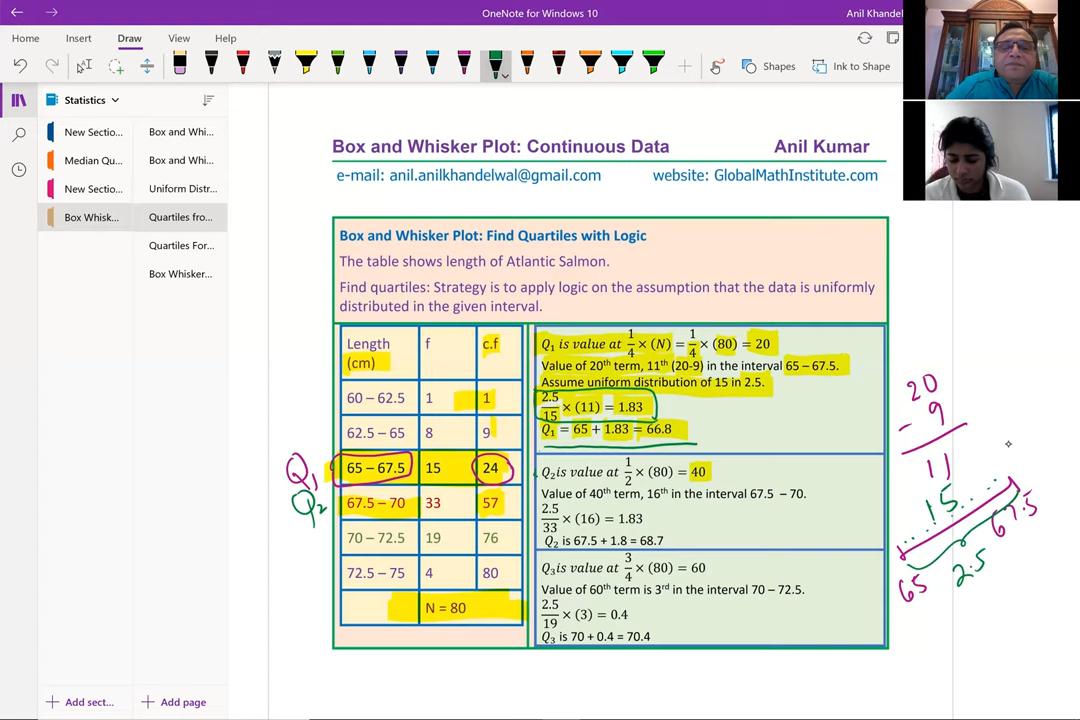 OneNote for Windows 10
Anil Khandel
Home Insert Draw View Help
Shapes
Ink to Shape
Statistics
New Sectio...
Median Qu...
New Sectio...
Box Whisk...
Box and Whi...
Box and Whi...
Uniform Distr...
Quartiles fro...
Quartiles For...
Box Whisker...
Add sect...
Add page
Box and Whisker Plot: Continuous Data Anil Kumar
e-mail: anil.anilkhandelwal@gmail.com website: GlobalMathInstitute.com
Box and Whisker Plot: Find Quartiles with Logic
The table shows length of Atlantic Salmon.
Find quartiles: Strategy is to apply logic on the assumption that the data is uniformly
distributed in the given interval.
Length (cm) f c.f
60 – 62.5 1 1
62.5 – 65 8 9
65 – 67.5 15 24
67.5 – 70 33 57
70 – 72.5 19 76
72.5 – 75 4 80
N = 80
Q₁
Q₂
Q₁ is value at 1/4 × (N) = 1/4 × (80) = 20
Value of 20th term, 11th (20-9) in the interval 65 – 67.5.
Assume uniform distribution of 15 in 2.5.
2.5/15 × (11) = 1.83
Q₁ = 65 + 1.83 = 66.8
Q₂is value at 1/2 × (80) = 40
Value of 40th term, 16th in the interval 67.5 – 70.
2.5/33 × (16) = 1.83
Q₂ is 67.5 + 1.8 = 68.7
Q₃is value at 3/4 × (80) = 60
Value of 60th term is 3rd in the interval 70 – 72.5.
2.5/19 × (3) = 0.4
Q₃ is 70 + 0.4 = 70.4
20
- 9
11
15
65
67.5
2.5